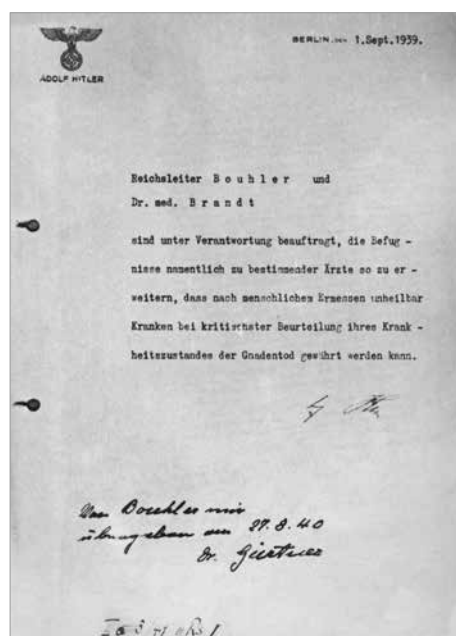 ADOLF HITLER
BERLIN, DEN 1.Sept.1939.
Reichsleiter B o u h l e r und
Dr. med. B r a n d t
sind unter Verantwortung beauftragt, die Befug -
nisse namentlich zu bestimmender Ärzte so zu er -
weitern, dass nach menschlichem Ermessen unheilbar
Kranken bei kritischster Beurteilung ihres Krank -
heitszustandes der Gnadentod gewährt werden kann.
Von Bouhler mir
übergeben am 27.8.40
Dr. Gürtner